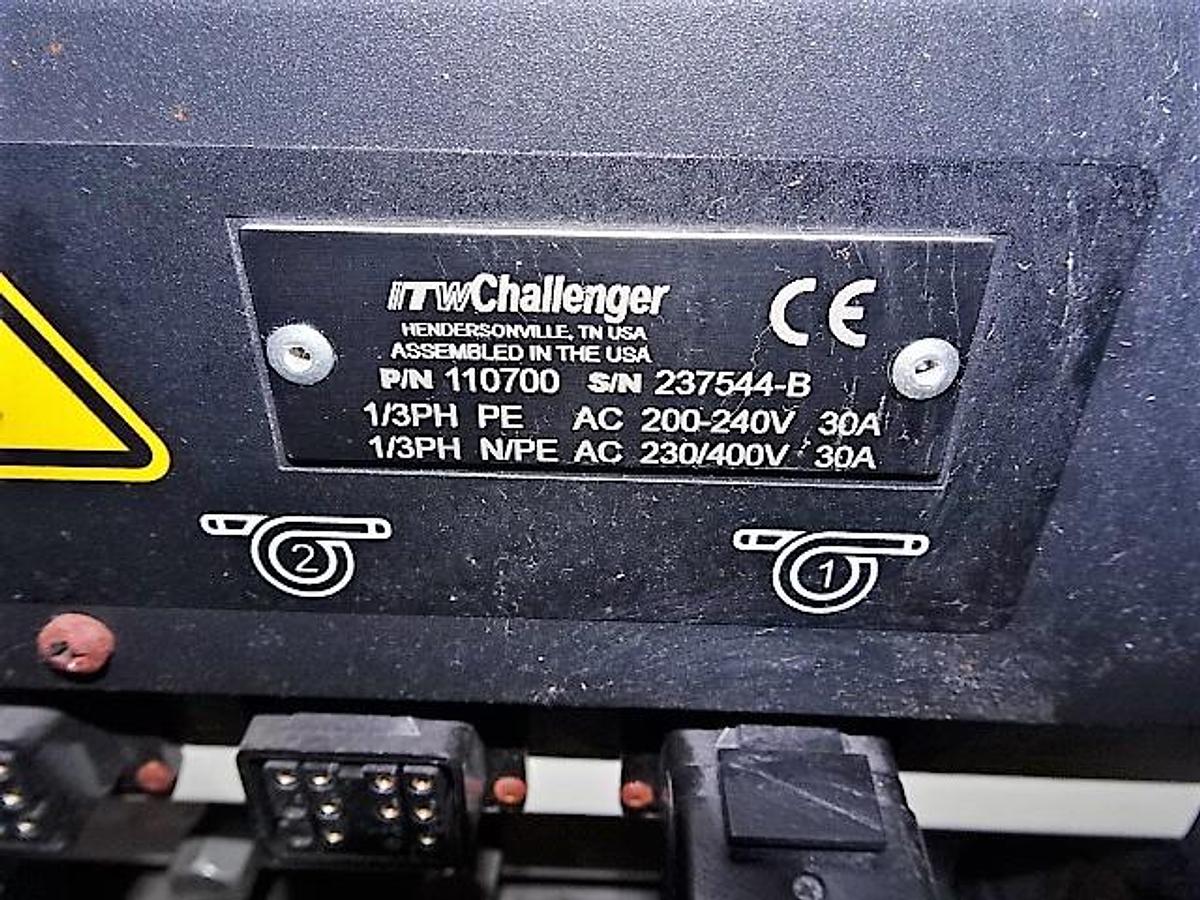 ITWChallenger CE
HENDERSONVILLE, TN USA
ASSEMBLED IN THE USA
P/N 110700 S/N 237544-B
1/3PH PE AC 200-240V 30A
1/3PH N/PE AC 230/400V 30A
2 1